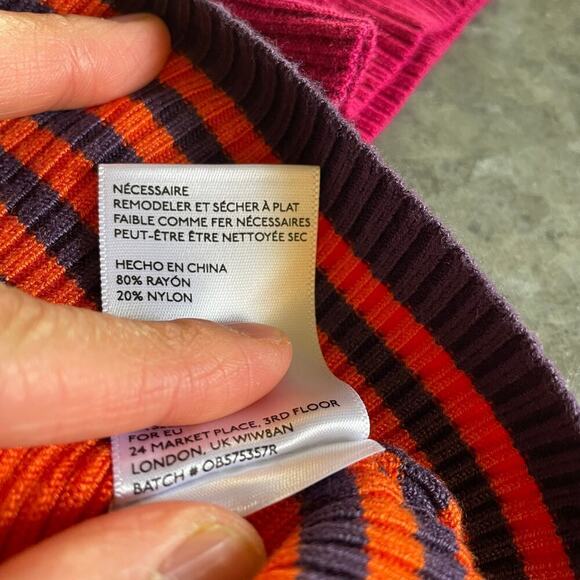 NÉCESSAIRE
REMODELER ET SÉCHER À PLAT
FAIBLE COMME FER NÉCESSAIRES
PEUT-ÊTRE ÊTRE NETTOYÉE SEC
HECHO EN CHINA
80% RAYÓN
20% NYLON
FOR EU
24 MARKET PLACE, 3RD FLOOR
LONDON, UK W1W8AN
BATCH # OB575357R